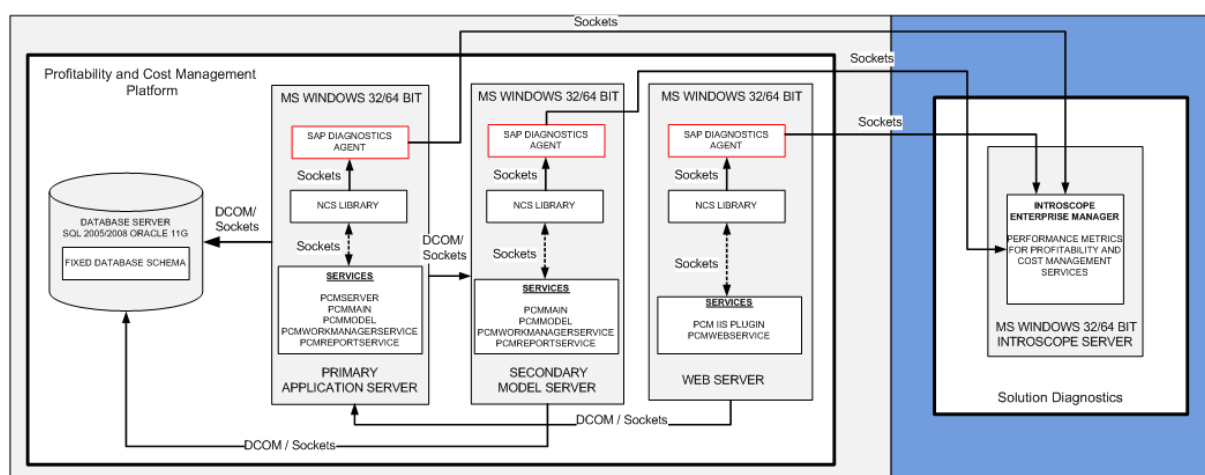 Sockets
Sockets
Sockets
Profitability and Cost Management
Platform
DATABASE SERVER
SQL 2005/2008 ORACLE 11G
FIXED DATABASE SCHEMA
DCOM/
Sockets
MS WINDOWS 32/64 BIT
SAP DIAGNOSTICS
AGENT
Sockets
NCS LIBRARY
Sockets
SERVICES
PCMSERVER
PCMMAIN
PCMMODEL
PCMWORKMANAGERSERVICE
PCMREPORTSERVICE
PRIMARY
APPLICATION SERVER
DCOM/
Sockets
MS WINDOWS 32/64 BIT
SAP DIAGNOSTICS
AGENT
Sockets
NCS LIBRARY
Sockets
SERVICES
PCMMAIN
PCMMODEL
PCMWORKMANAGERSERVICE
PCMREPORTSERVICE
SECONDARY
MODEL SERVER
MS WINDOWS 32/64 BIT
SAP DIAGNOSTICS
AGENT
Sockets
NCS LIBRARY
Sockets
SERVICES
PCM IIS PLUGIN
PCMWEBSERVICE
WEB SERVER
DCOM / Sockets
DCOM / Sockets
INTROSCOPE
ENTERPRISE MANAGER
PERFORMANCE METRICS
FOR PROFITABILITY AND
COST MANAGEMENT
SERVICES
MS WINDOWS 32/64 BIT
INTROSCOPE SERVER
Solution Diagnostics